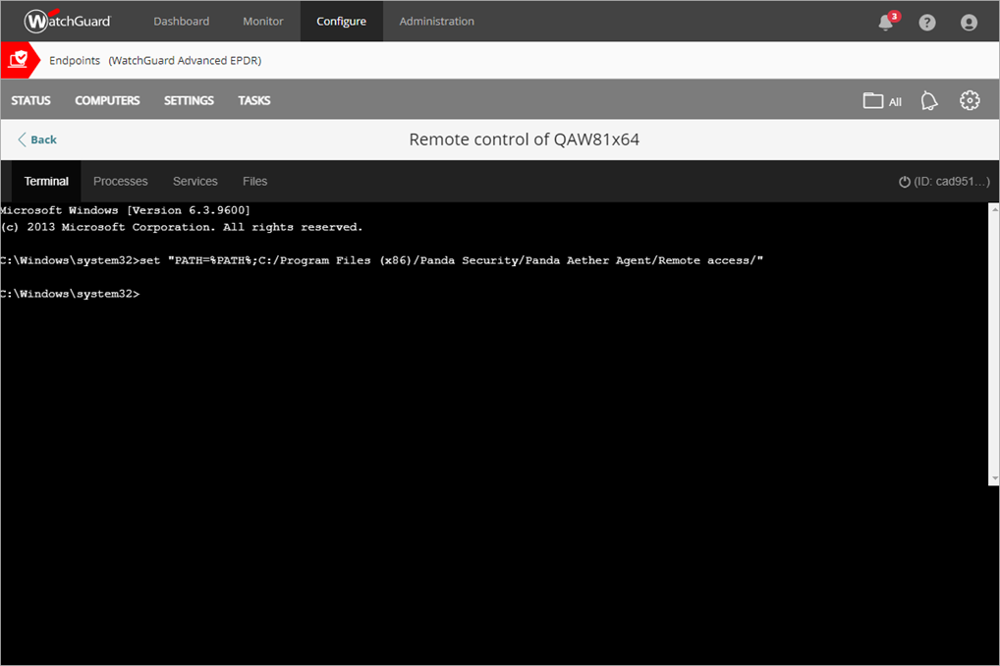 WatchGuard Dashboard Monitor Configure Administration 3 ?
Endpoints (WatchGuard Advanced EPDR)
STATUS COMPUTERS SETTINGS TASKS All
Back Remote control of QAW81x64
Terminal Processes Services Files (ID: cad951...)
Microsoft Windows [Version 6.3.9600]
(c) 2013 Microsoft Corporation. All rights reserved.
C:\Windows\system32>set "PATH=%PATH%;C:/Program Files (x86)/Panda Security/Panda Aether Agent/Remote access/"
C:\Windows\system32>